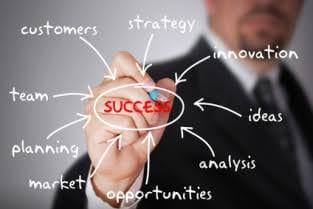 strategy
customers
innovation
team
SUCCESS
ideas
planning
analysis
market
opportunities